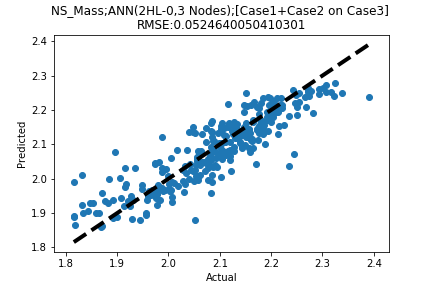 NS_Mass;ANN(2HL-0,3 Nodes);[Case1+Case2 on Case3]
RMSE:0.0524640050410301
2.4
2.3
2.2
2.1
2.0
1.9
1.8
Predicted
1.8 1.9 2.0 2.1 2.2 2.3 2.4
Actual